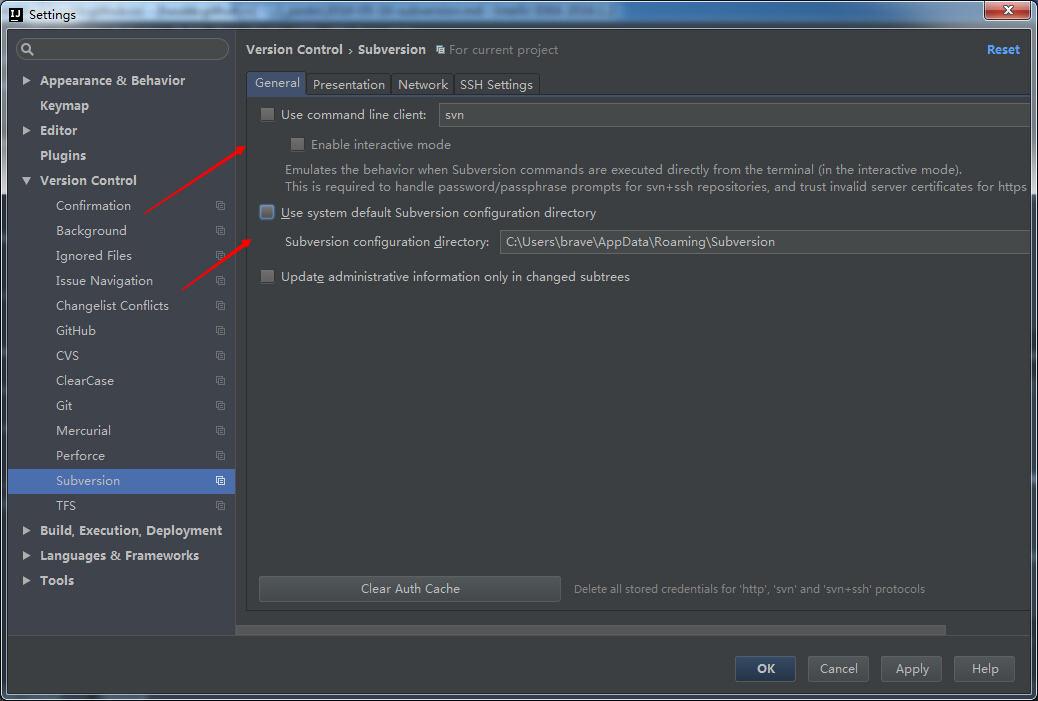 Settings
Version Control › Subversion For current project
Reset
Appearance & Behavior
Keymap
Editor
Plugins
Version Control
Confirmation
Background
Ignored Files
Issue Navigation
Changelist Conflicts
GitHub
CVS
ClearCase
Git
Mercurial
Perforce
Subversion
TFS
Build, Execution, Deployment
Languages & Frameworks
Tools
General Presentation Network SSH Settings
Use command line client: svn
Enable interactive mode
Emulates the behavior when Subversion commands are executed directly from the terminal (in the interactive mode).
This is required to handle password/passphrase prompts for svn+ssh repositories, and trust invalid server certificates for https
Use system default Subversion configuration directory
Subversion configuration directory: C:\Users\brave\AppData\Roaming\Subversion
Update administrative information only in changed subtrees
Clear Auth Cache Delete all stored credentials for 'http', 'svn' and 'svn+ssh' protocols
OK Cancel Apply Help